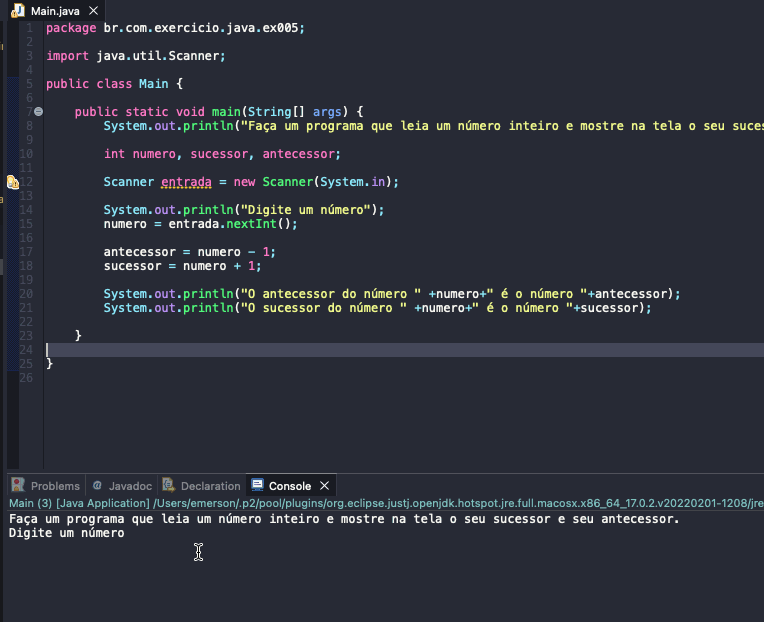 Main.java
1 package br.com.exercicio.java.ex005;
2
3 import java.util.Scanner;
4
5 public class Main {
6
7 public static void main(String[] args) {
8 System.out.println("Faça um programa que leia um número inteiro e mostre na tela o seu suces
9
10 int numero, sucessor, antecessor;
11
12 Scanner entrada = new Scanner(System.in);
13
14 System.out.println("Digite um número");
15 numero = entrada.nextInt();
16
17 antecessor = numero - 1;
18 sucessor = numero + 1;
19
20 System.out.println("O antecessor do número " +numero+" é o número "+antecessor);
21 System.out.println("O sucessor do número " +numero+" é o número "+sucessor);
22
23 }
24
25 }
26
Problems @ Javadoc Declaration Console
Main (3) [Java Application] /Users/emerson/.p2/pool/plugins/org.eclipse.justj.openjdk.hotspot.jre.full.macosx.x86_64_17.0.2.v20220201-1208/jre
Faça um programa que leia um número inteiro e mostre na tela o seu sucessor e seu antecessor.
Digite um número